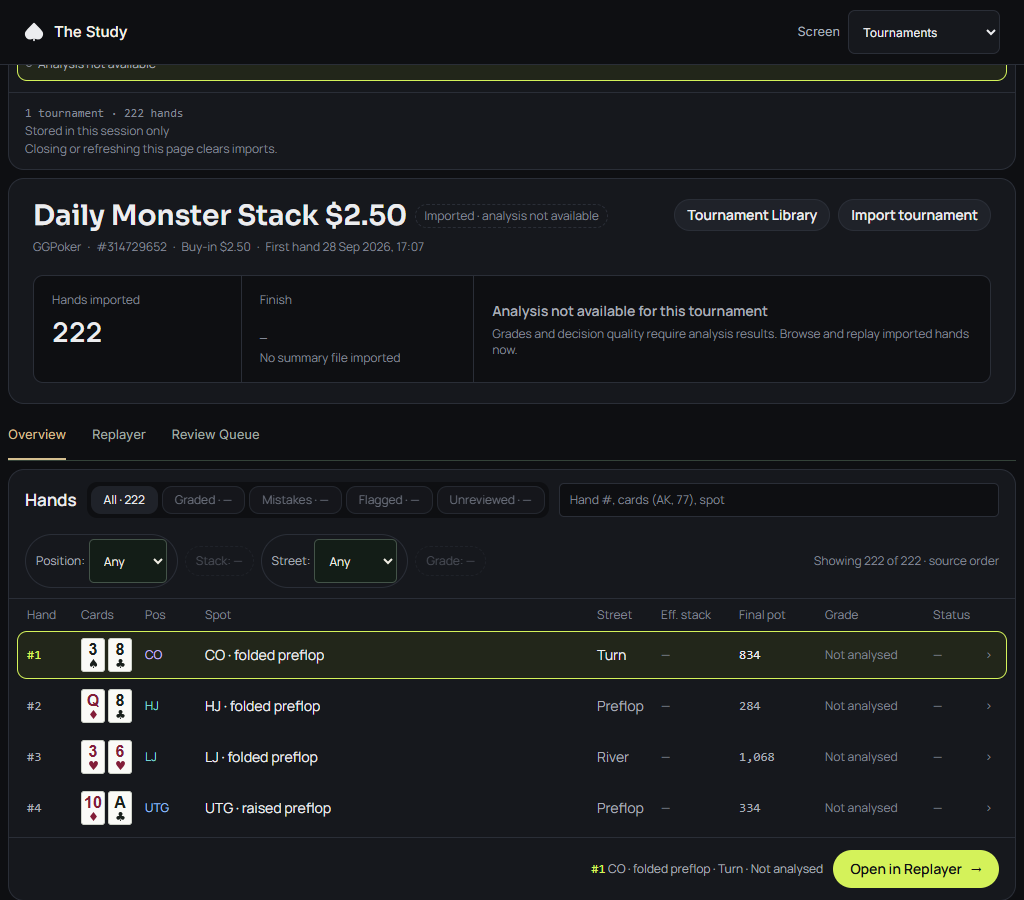 The Study
Screen
Tournaments
Analysis not available
1 tournament · 222 hands
Stored in this session only
Closing or refreshing this page clears imports.
Daily Monster Stack $2.50
Imported · analysis not available
Tournament Library
Import tournament
GGPoker · #314729652 · Buy-in $2.50 · First hand 28 Sep 2026, 17:07
Hands imported
222
Finish
—
No summary file imported
Analysis not available for this tournament
Grades and decision quality require analysis results. Browse and replay imported hands
now.
Overview Replayer Review Queue
Hands
All · 222
Graded · —
Mistakes · —
Flagged · —
Unreviewed · —
Hand #, cards (AK, 77), spot
Position: Any
Stack: —
Street: Any
Grade: —
Showing 222 of 222 · source order
Hand Cards Pos Spot Street Eff. stack Final pot Grade Status
#1 3♠ 8♣ CO CO · folded preflop Turn — 834 Not analysed — ›
#2 Q♦ 8♣ HJ HJ · folded preflop Preflop — 284 Not analysed — ›
#3 3♥ 6♥ LJ LJ · folded preflop River — 1,068 Not analysed — ›
#4 10♦ A♣ UTG UTG · raised preflop Preflop — 334 Not analysed — ›
#1 CO · folded preflop · Turn · Not analysed
Open in Replayer →